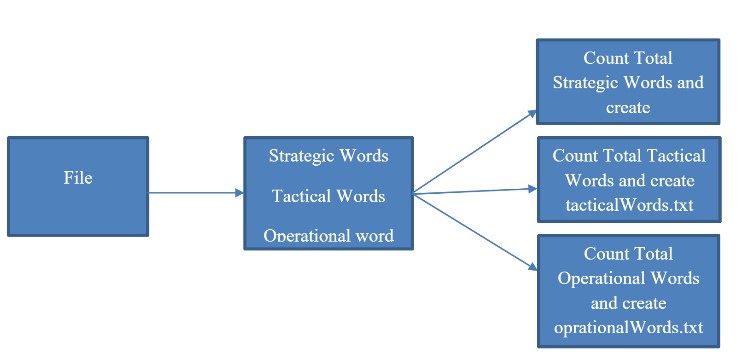 File
Strategic Words
Tactical Words
Operational word
Count Total
Strategic Words and
create
Count Total Tactical
Words and create
tacticalWords.txt
Count Total
Operational Words
and create
oprationalWords.txt